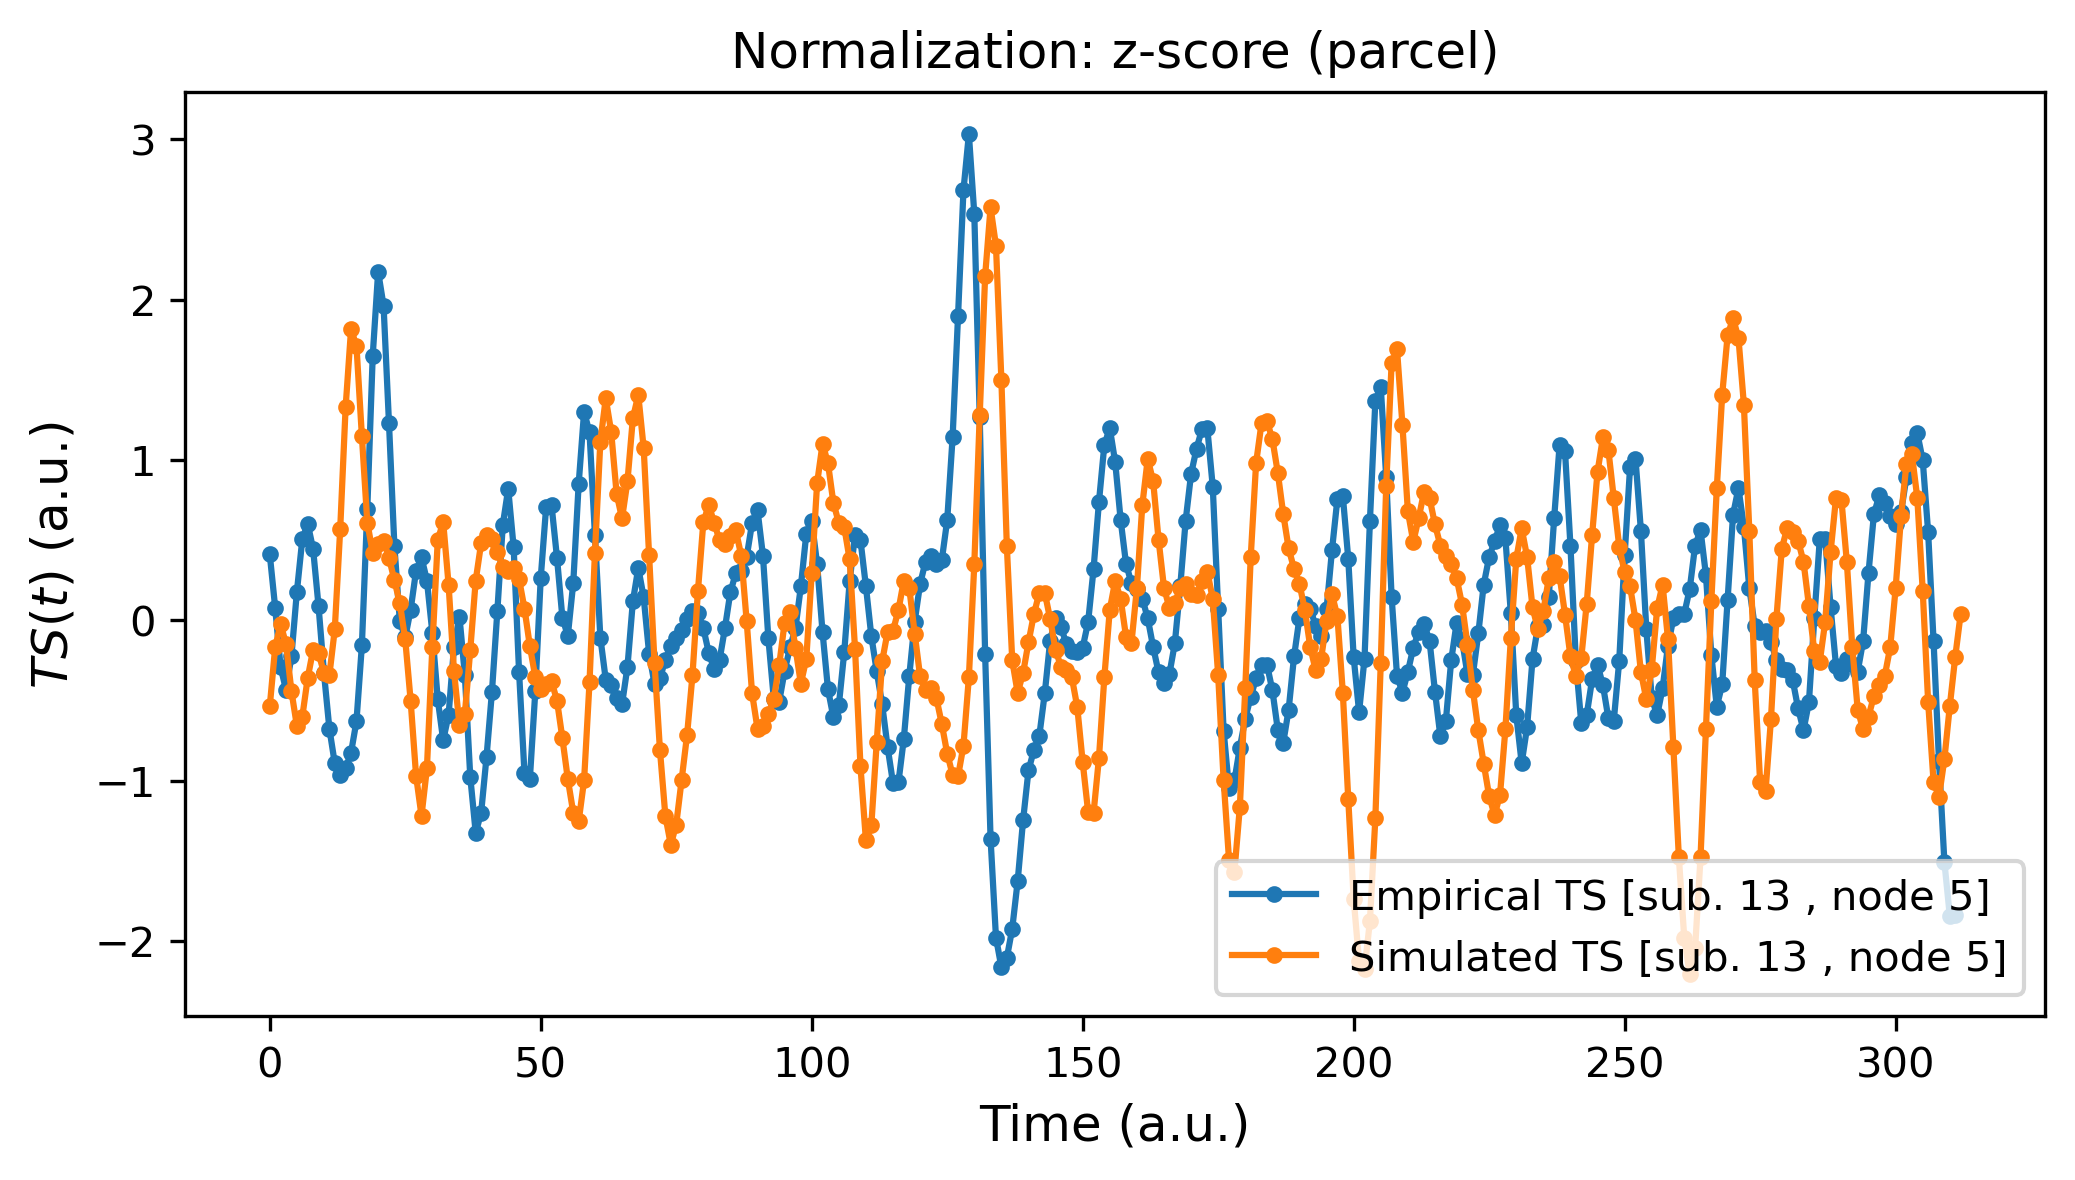 Normalization: z-score (parcel)
TS(t) (a.u.)
3
2
1
0
−1
−2
0 50 100 150 200 250 300
Time (a.u.)
Empirical TS [sub. 13 , node 5]
Simulated TS [sub. 13 , node 5]